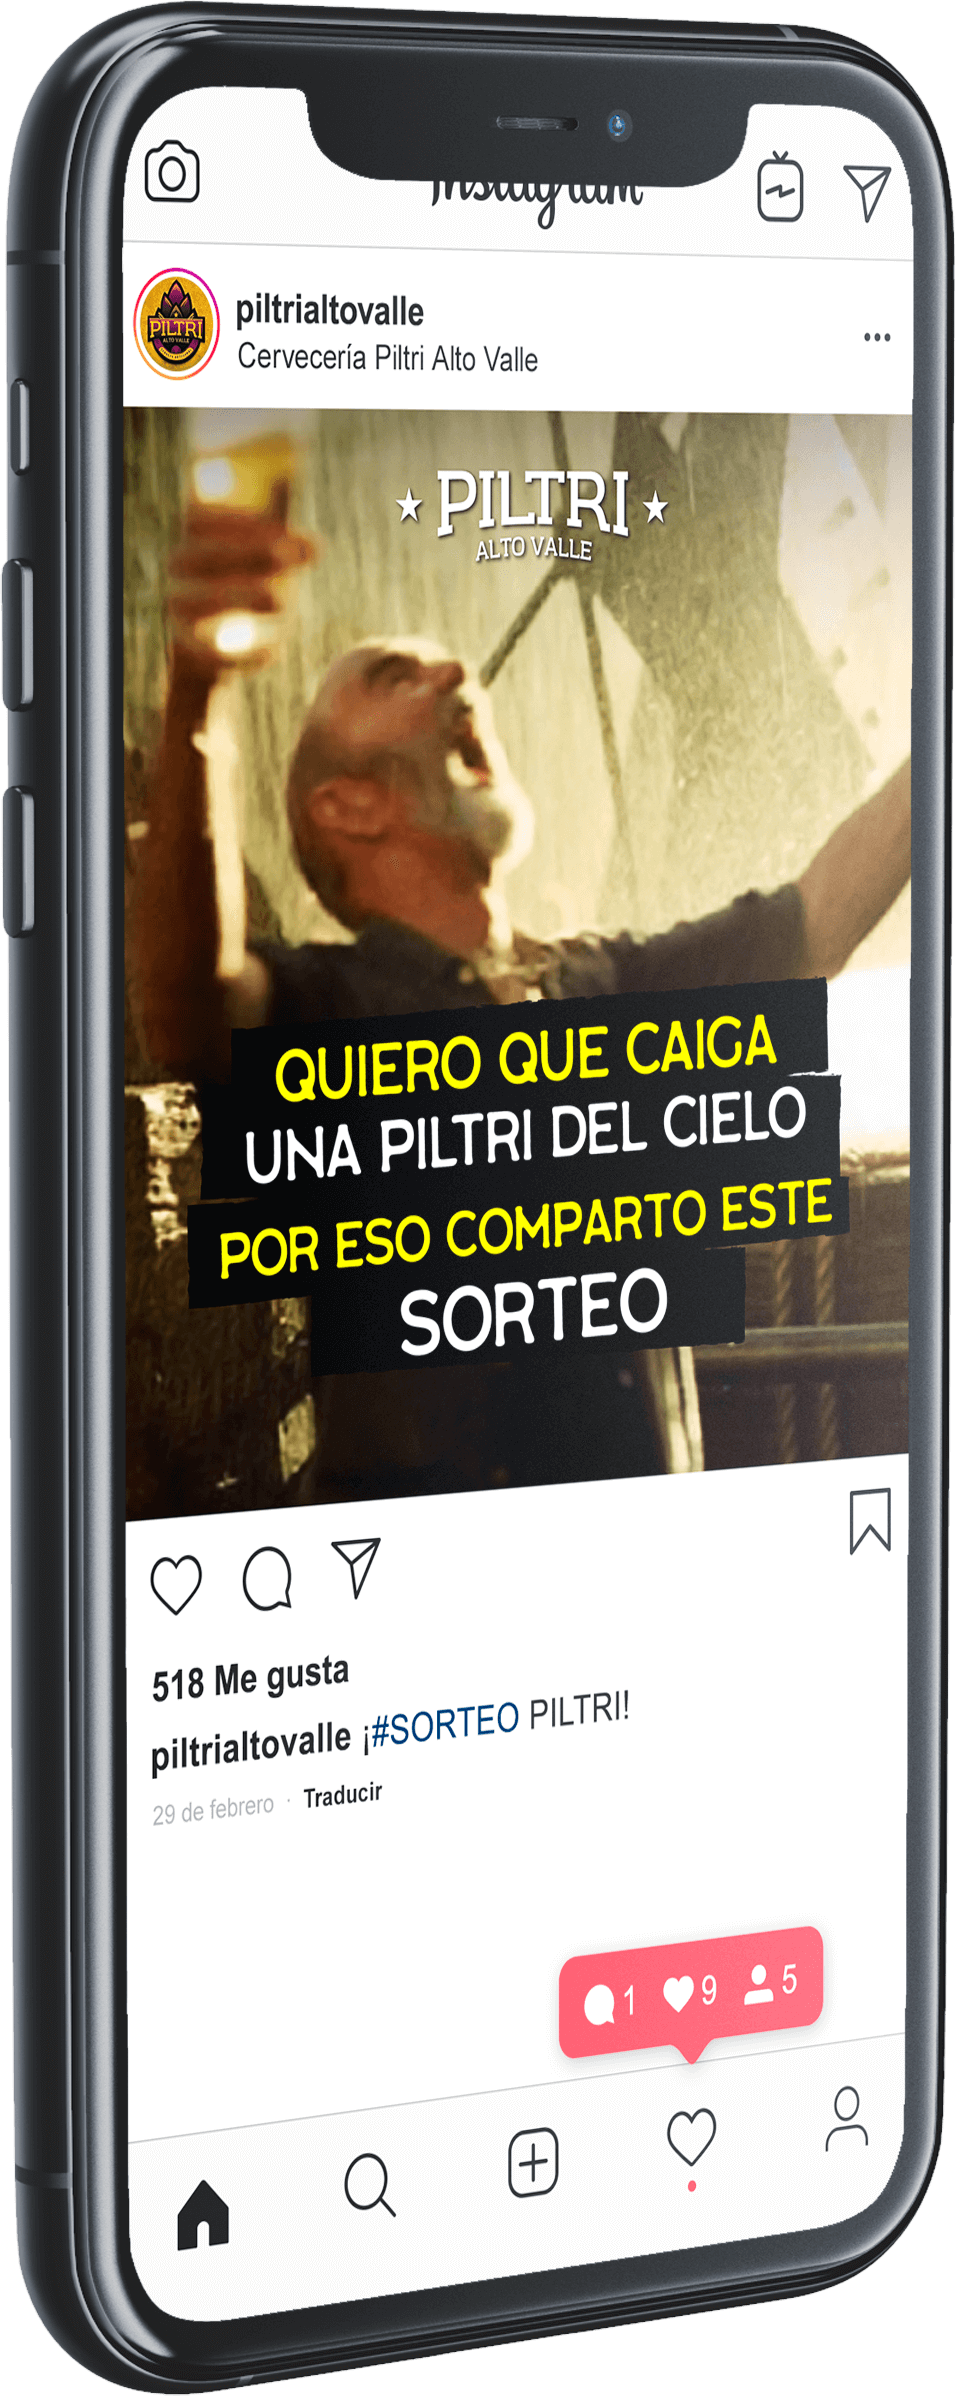 Instagram
piltrialtovalle
Cervecería Piltri Alto Valle
PILTRI
ALTO VALLE
PILTRI
ALTO VALLE
QUIERO QUE CAIGA
UNA PILTRI DEL CIELO
POR ESO COMPARTO ESTE
SORTEO
518 Me gusta
piltrialtovalle ¡#SORTEO PILTRI!
29 de febrero · Traducir
1 9 5